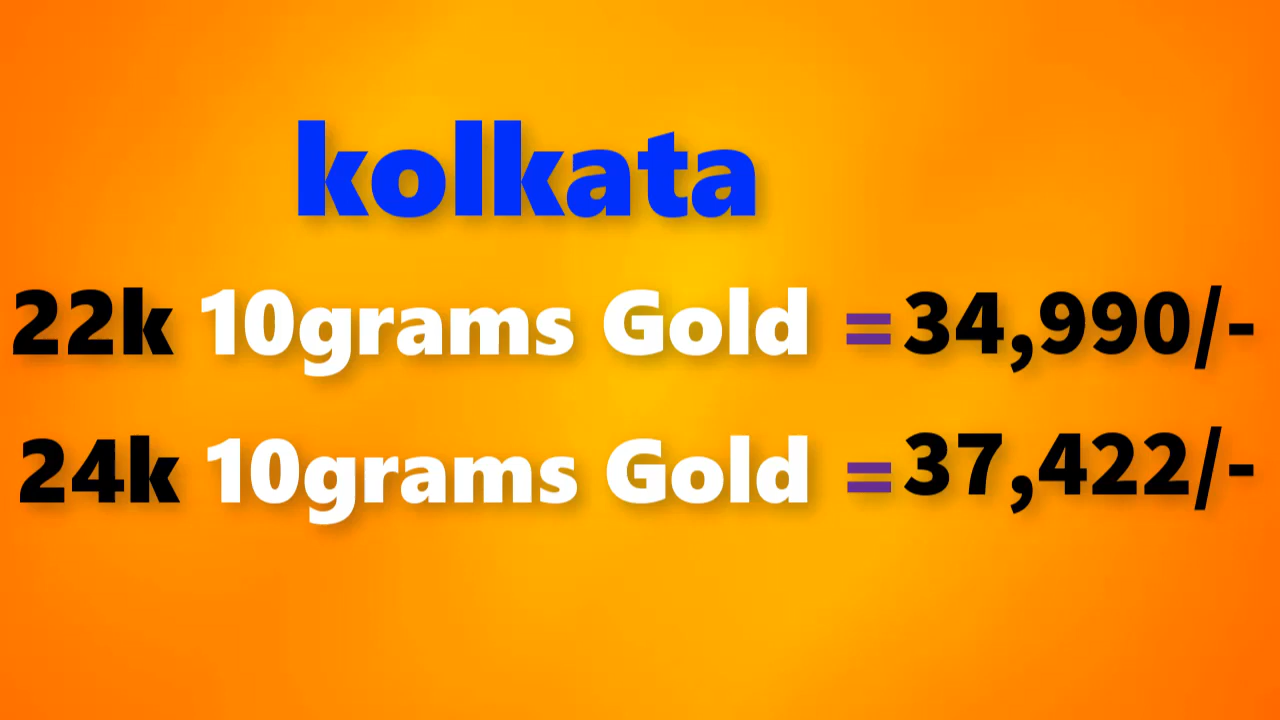 kolkata
22k 10grams Gold =34,990/-
24k 10grams Gold =37,422/-